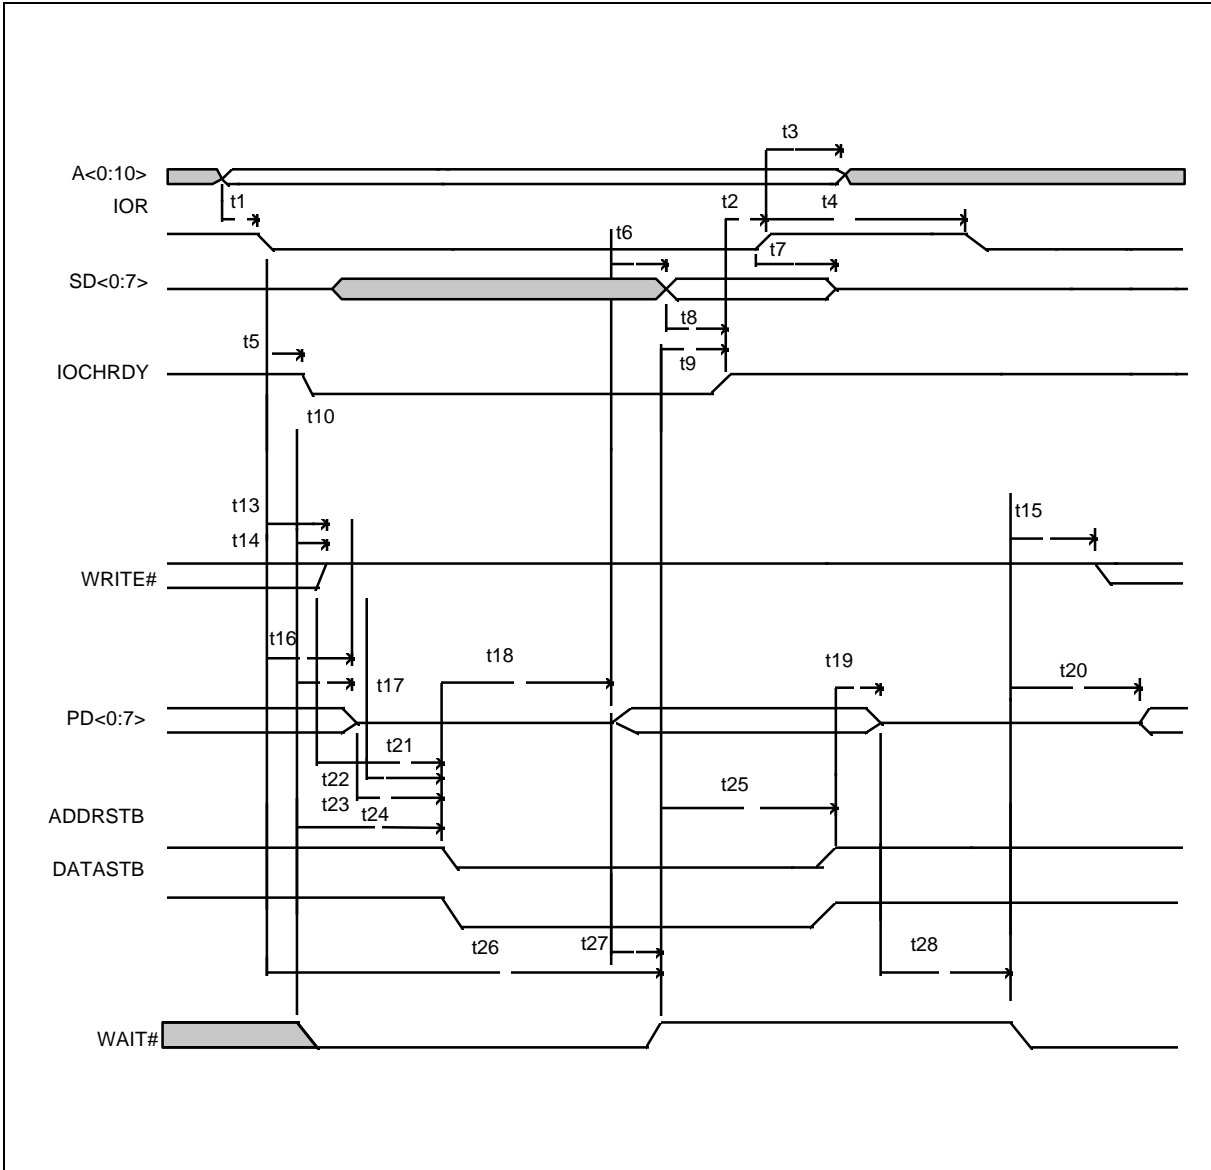 t3
A<0:10>
t1
t2
t4
IOR
t6
t7
SD<0:7>
t8
t5
t9
IOCHRDY
t10
t13
t15
t14
WRITE#
t16
t18
t19
t20
t17
PD<0:7>
t21
t22
t25
t23
t24
ADDRSTB
DATASTB
t26
t27
t28
WAIT#